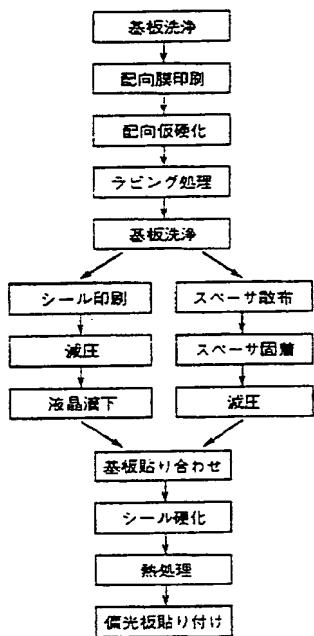 基板洗浄
配向膜印刷
配向仮硬化
ラビング処理
基板洗浄
シール印刷
減圧
液晶滴下
スペーサ散布
スペーサ固着
減圧
基板貼り合わせ
シール硬化
熱処理
偏光板貼り付け